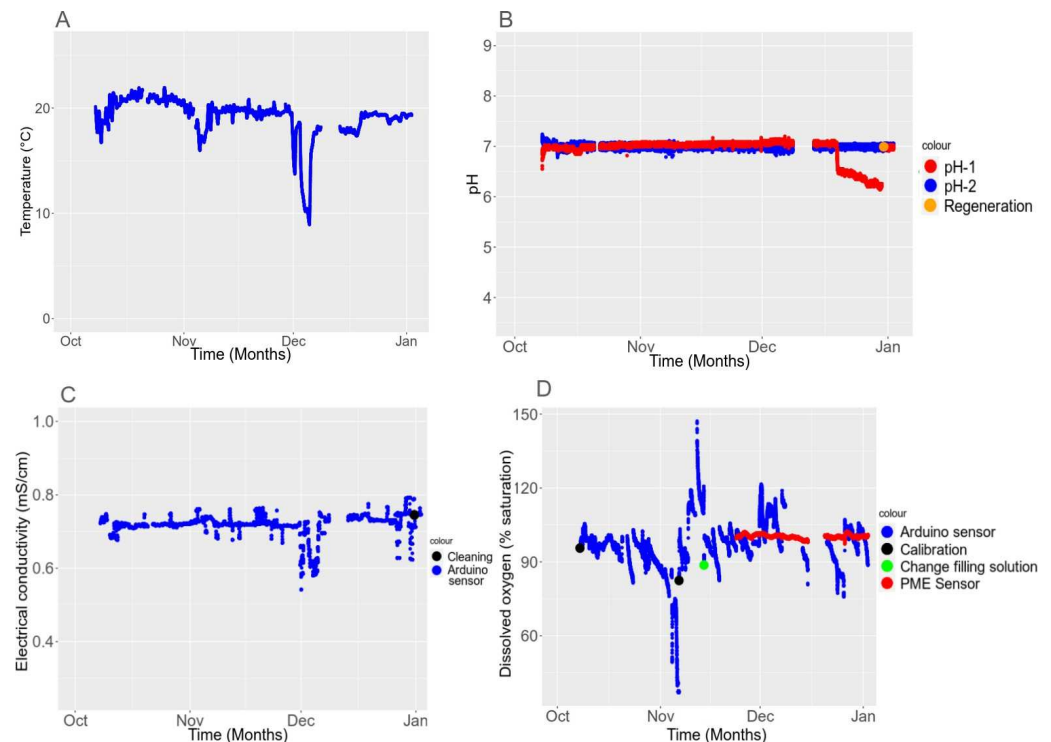 A
Temperature (°C)
20
10
0
Oct
Nov
Dec
Jan
Time (Months)
B
pH
9
8
7
6
5
4
Oct
Nov
Dec
Jan
Time (Months)
colour
pH-1
pH-2
Regeneration
C
Electrical conductivity (mS/cm)
1.0
0.8
0.6
0.4
Oct
Nov
Dec
Jan
Time (Months)
colour
Cleaning
Arduino
sensor
D
Dissolved oxygen (% saturation)
150
120
90
60
Oct
Nov
Dec
Jan
Time (Months)
colour
Arduino sensor
Calibration
Change filling solution
PME Sensor